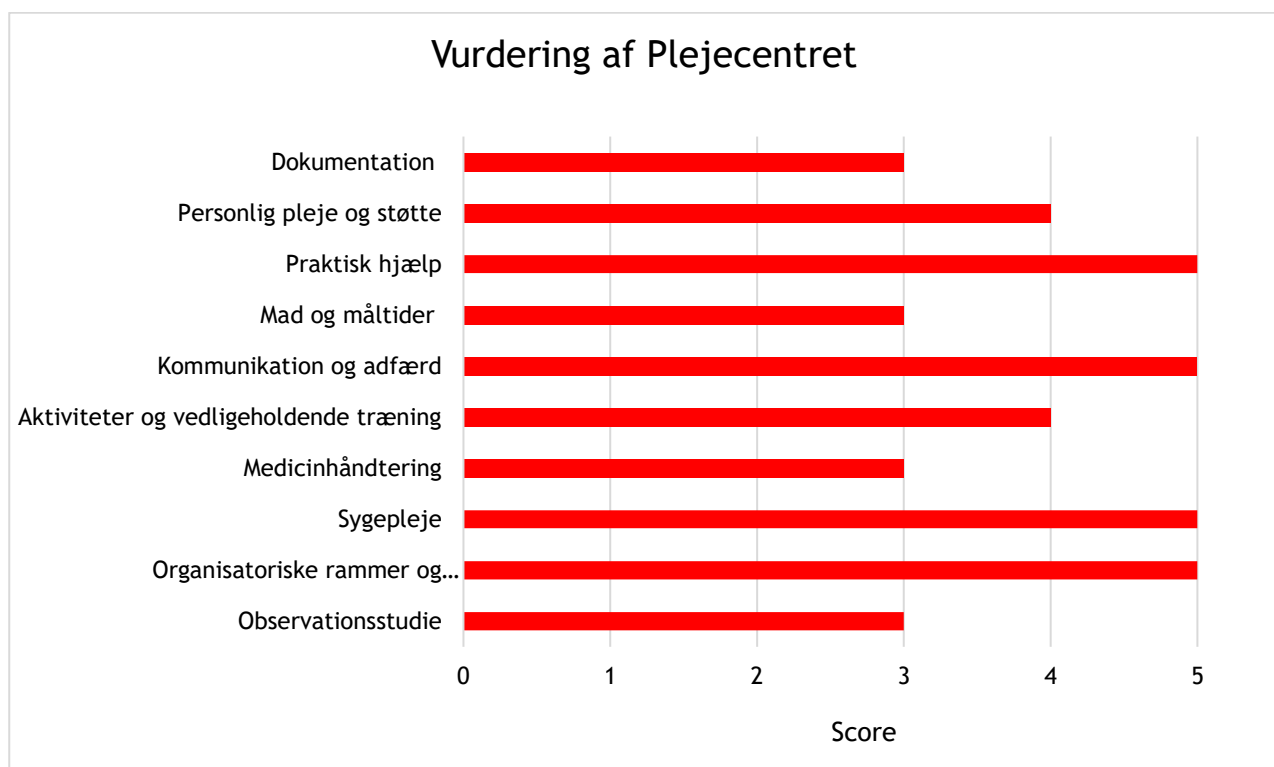 Vurdering af Plejecentret
Dokumentation
Personlig pleje og støtte
Praktisk hjælp
Mad og måltider
Kommunikation og adfærd
Aktiviteter og vedligeholdende træning
Medicinhåndtering
Sygepleje
Organisatoriske rammer og…
Observationsstudie
0 1 2 3 4 5
Score